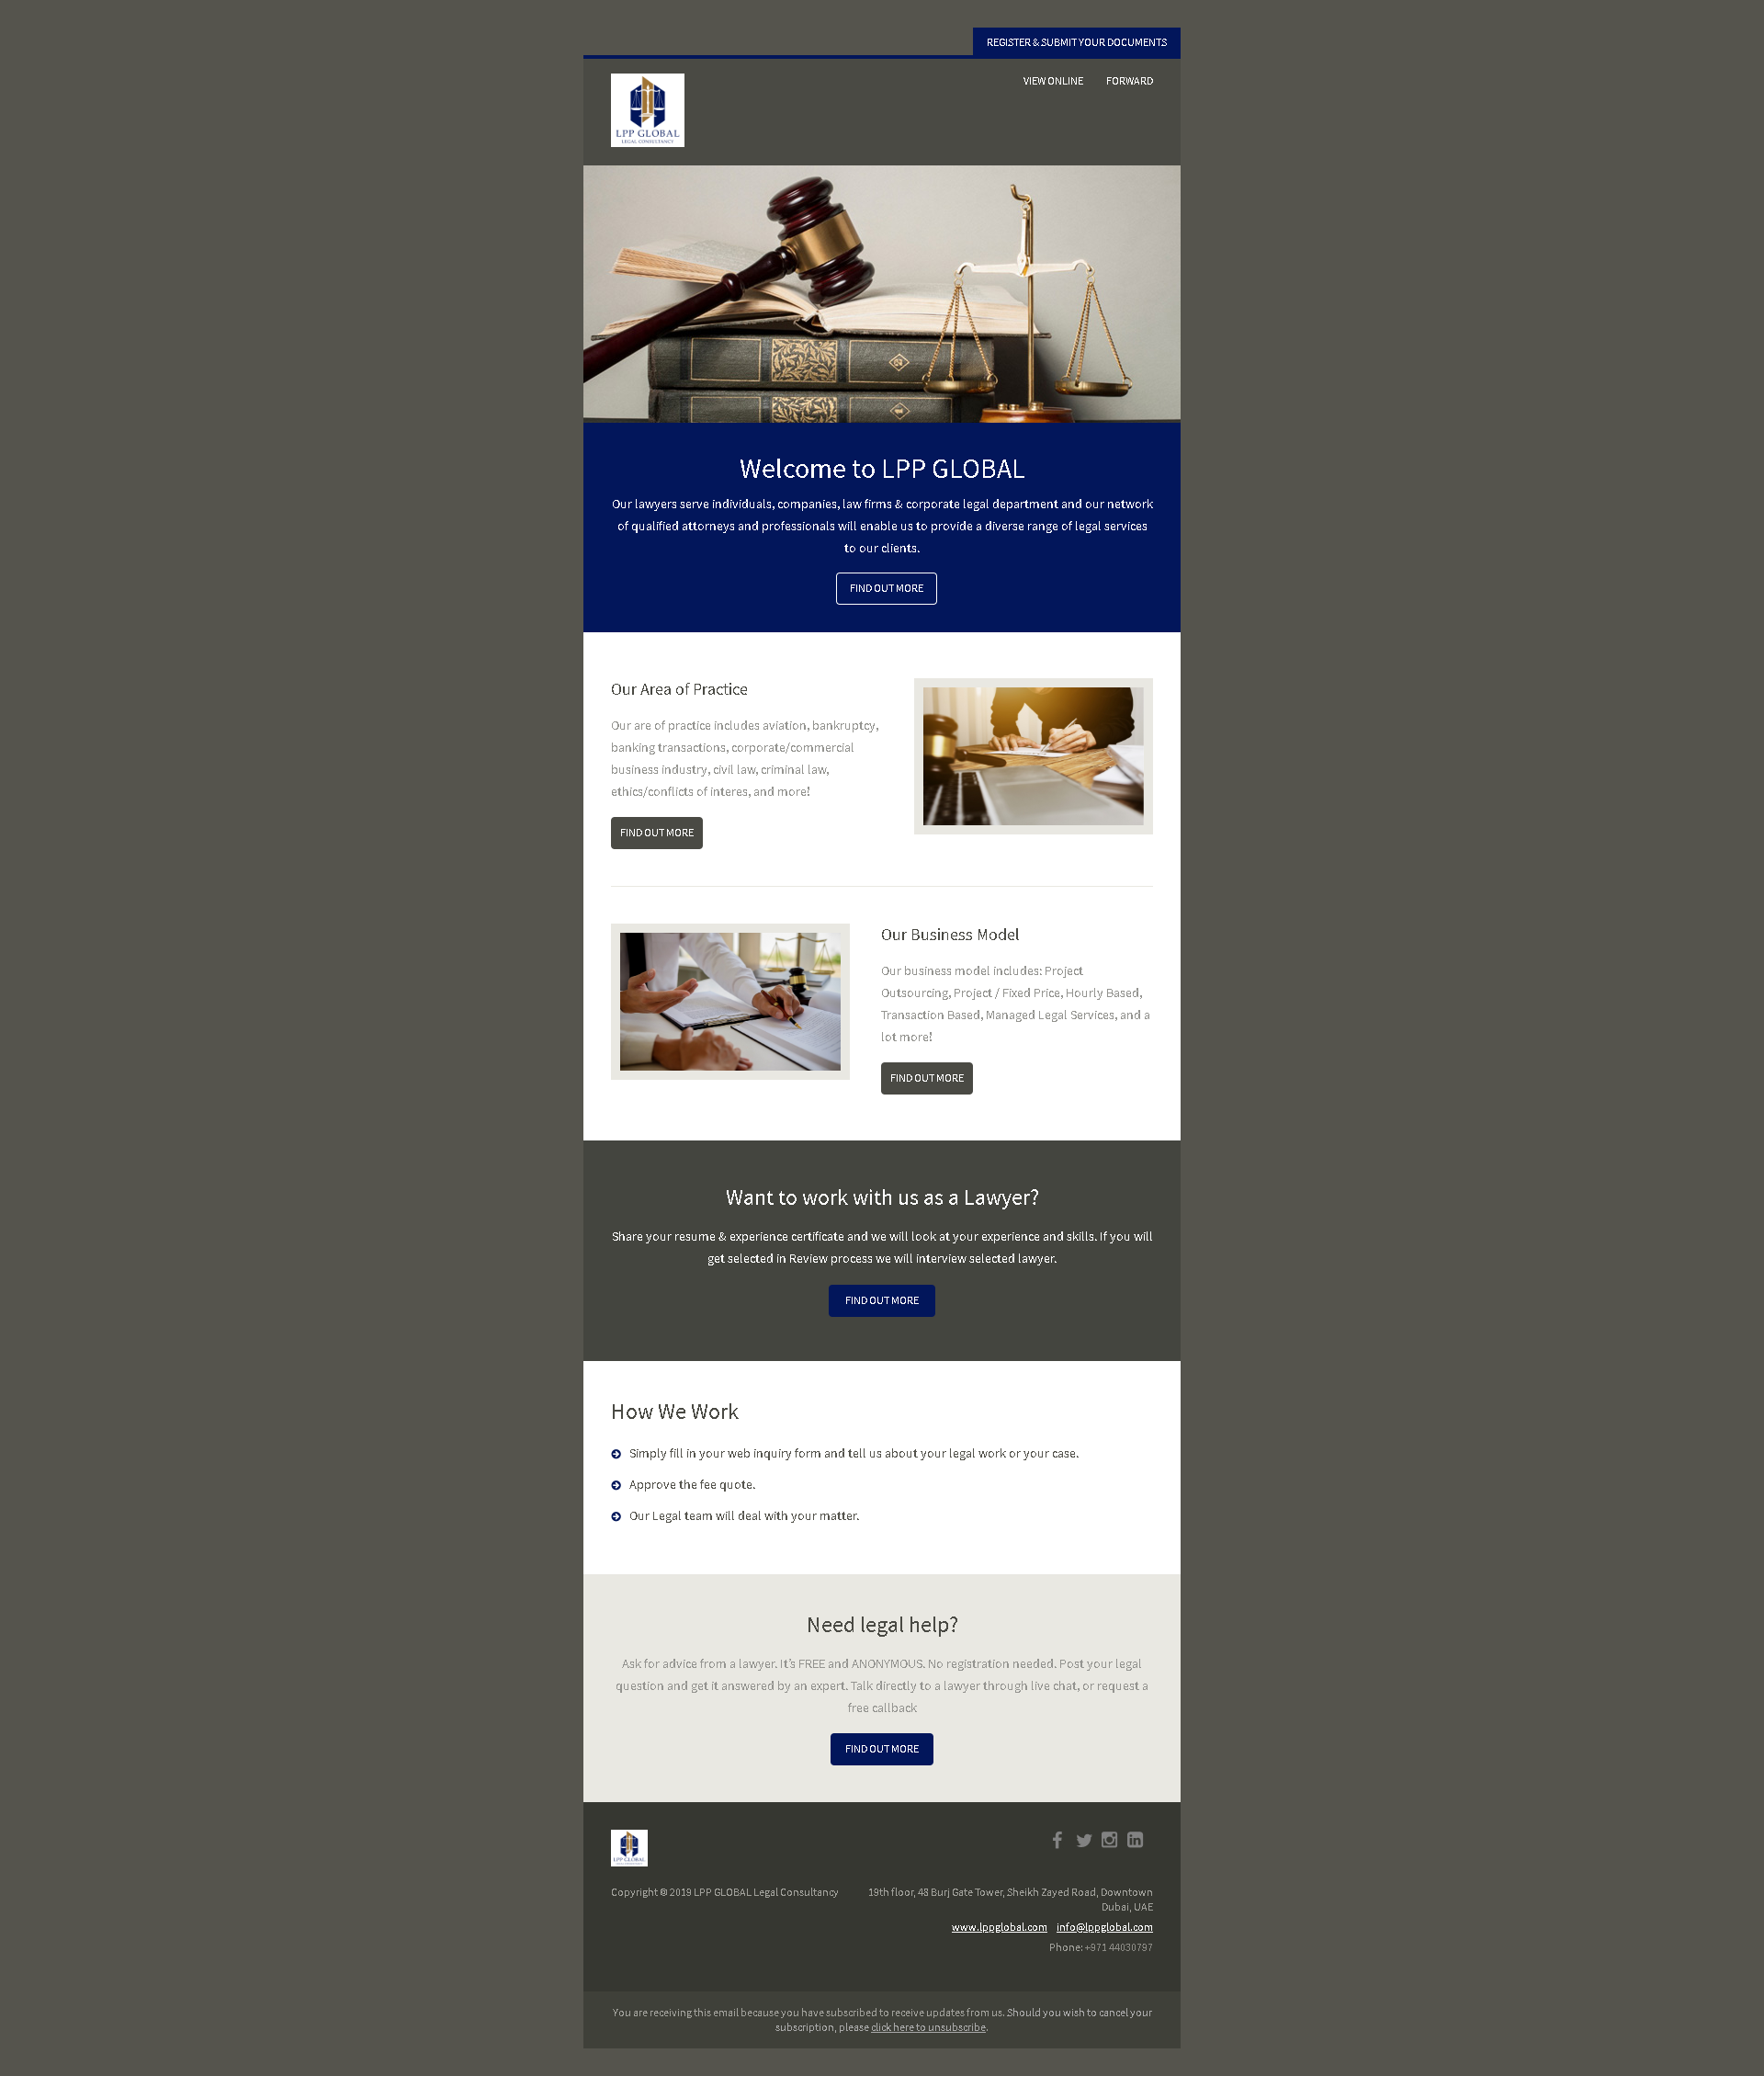 REGISTER & SUBMIT YOUR DOCUMENTS
VIEW ONLINE FORWARD
LPP GLOBAL
LEGAL CONSULTANCY
Welcome to LPP GLOBAL
Our lawyers serve individuals, companies, law firms & corporate legal department and our network
of qualified attorneys and professionals will enable us to provide a diverse range of legal services
to our clients.
FIND OUT MORE
Our Area of Practice
Our are of practice includes aviation, bankruptcy,
banking transactions, corporate/commercial
business industry, civil law, criminal law,
ethics/conflicts of interes, and more!
FIND OUT MORE
Our Business Model
Our business model includes: Project
Outsourcing, Project / Fixed Price, Hourly Based,
Transaction Based, Managed Legal Services, and a
lot more!
FIND OUT MORE
Want to work with us as a Lawyer?
Share your resume & experience certificate and we will look at your experience and skills. If you will
get selected in Review process we will interview selected lawyer.
FIND OUT MORE
How We Work
Simply fill in your web inquiry form and tell us about your legal work or your case.
Approve the fee quote.
Our Legal team will deal with your matter.
Need legal help?
Ask for advice from a lawyer. It's FREE and ANONYMOUS. No registration needed. Post your legal
question and get it answered by an expert. Talk directly to a lawyer through live chat, or request a
free callback
FIND OUT MORE
LPP GLOBAL
Copyright © 2019 LPP GLOBAL Legal Consultancy
19th floor, 48 Burj Gate Tower, Sheikh Zayed Road, Downtown
Dubai, UAE
www.lppglobal.com info@lppglobal.com
Phone: +971 44030797
You are receiving this email because you have subscribed to receive updates from us. Should you wish to cancel your
subscription, please click here to unsubscribe.